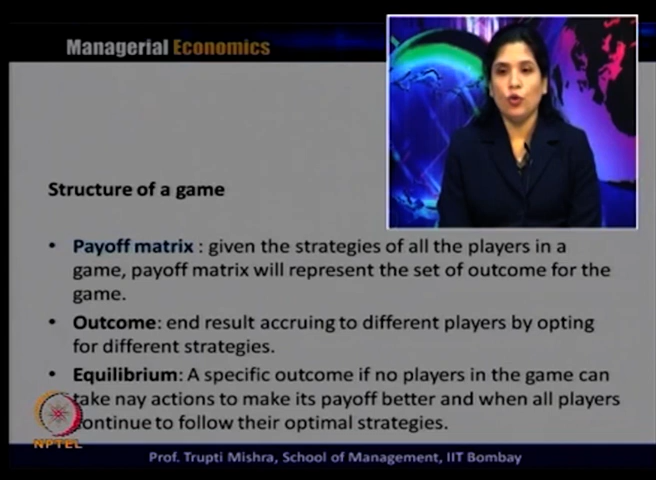 Managerial Economics
Structure of a game
• Payoff matrix : given the strategies of all the players in a
game, payoff matrix will represent the set of outcome for the
game.
• Outcome: end result accruing to different players by opting
for different strategies.
• Equilibrium: A specific outcome if no players in the game can
take nay actions to make its payoff better and when all players
continue to follow their optimal strategies.
NPTEL
Prof. Trupti Mishra, School of Management, IIT Bombay